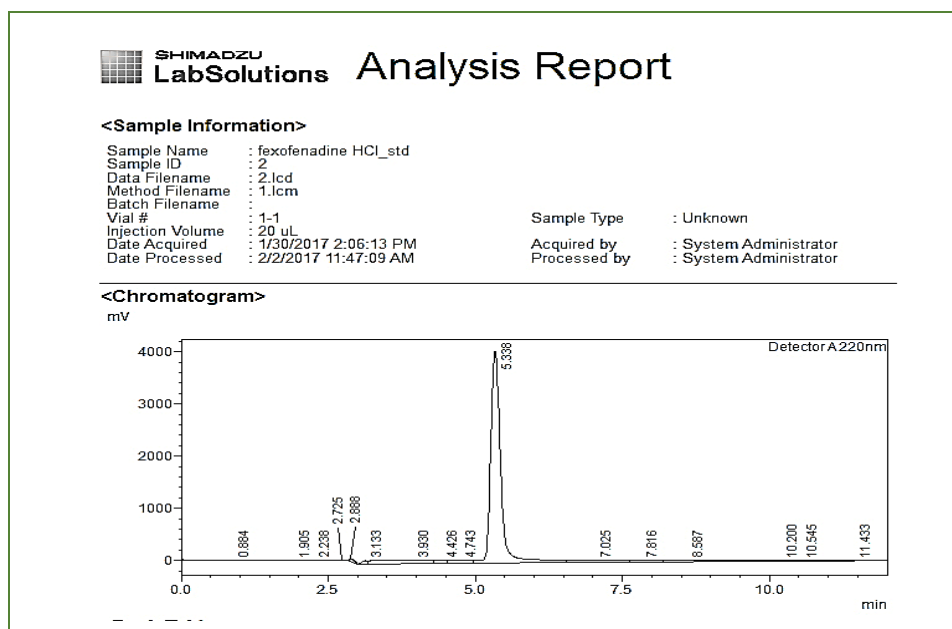 SHIMADZU
LabSolutions Analysis Report
<Sample Information>
Sample Name : fexofenadine HCl_std
Sample ID : 2
Data Filename : 2.lcd
Method Filename : 1.lcm
Batch Filename :
Vial # : 1-1 Sample Type : Unknown
Injection Volume : 20 uL
Date Acquired : 1/30/2017 2:06:13 PM Acquired by : System Administrator
Date Processed : 2/2/2017 11:47:09 AM Processed by : System Administrator
<Chromatogram>
mV
Detector A 220nm
4000
3000
2000
1000
0
0.884
1.905
2.238
2.725
2.888
3.133
3.930
4.426
4.743
5.338
7.025
7.816
8.587
10.200
10.545
11.433
0.0 2.5 5.0 7.5 10.0
min